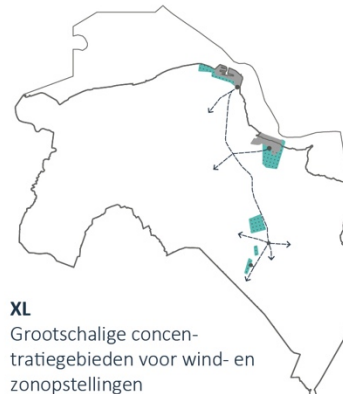 XL
Grootschalige concen-
tratiegebieden voor wind- en
zonopstellingen